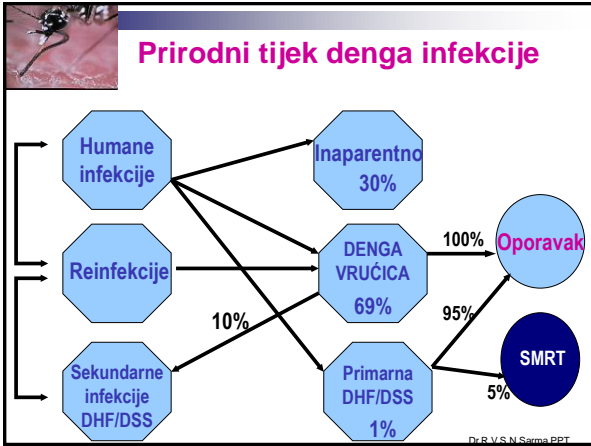 Prirodni tijek denga infekcije
Humane
infekcije
Inaparentno
30%
Reinfekcije
DENGA
VRUĆICA
69%
100%
Oporavak
10%
95%
Sekundarne
infekcije
DHF/DSS
Primarna
DHF/DSS
1%
5%
SMRT
Dr.R.V.S.N.Sarma.PPT